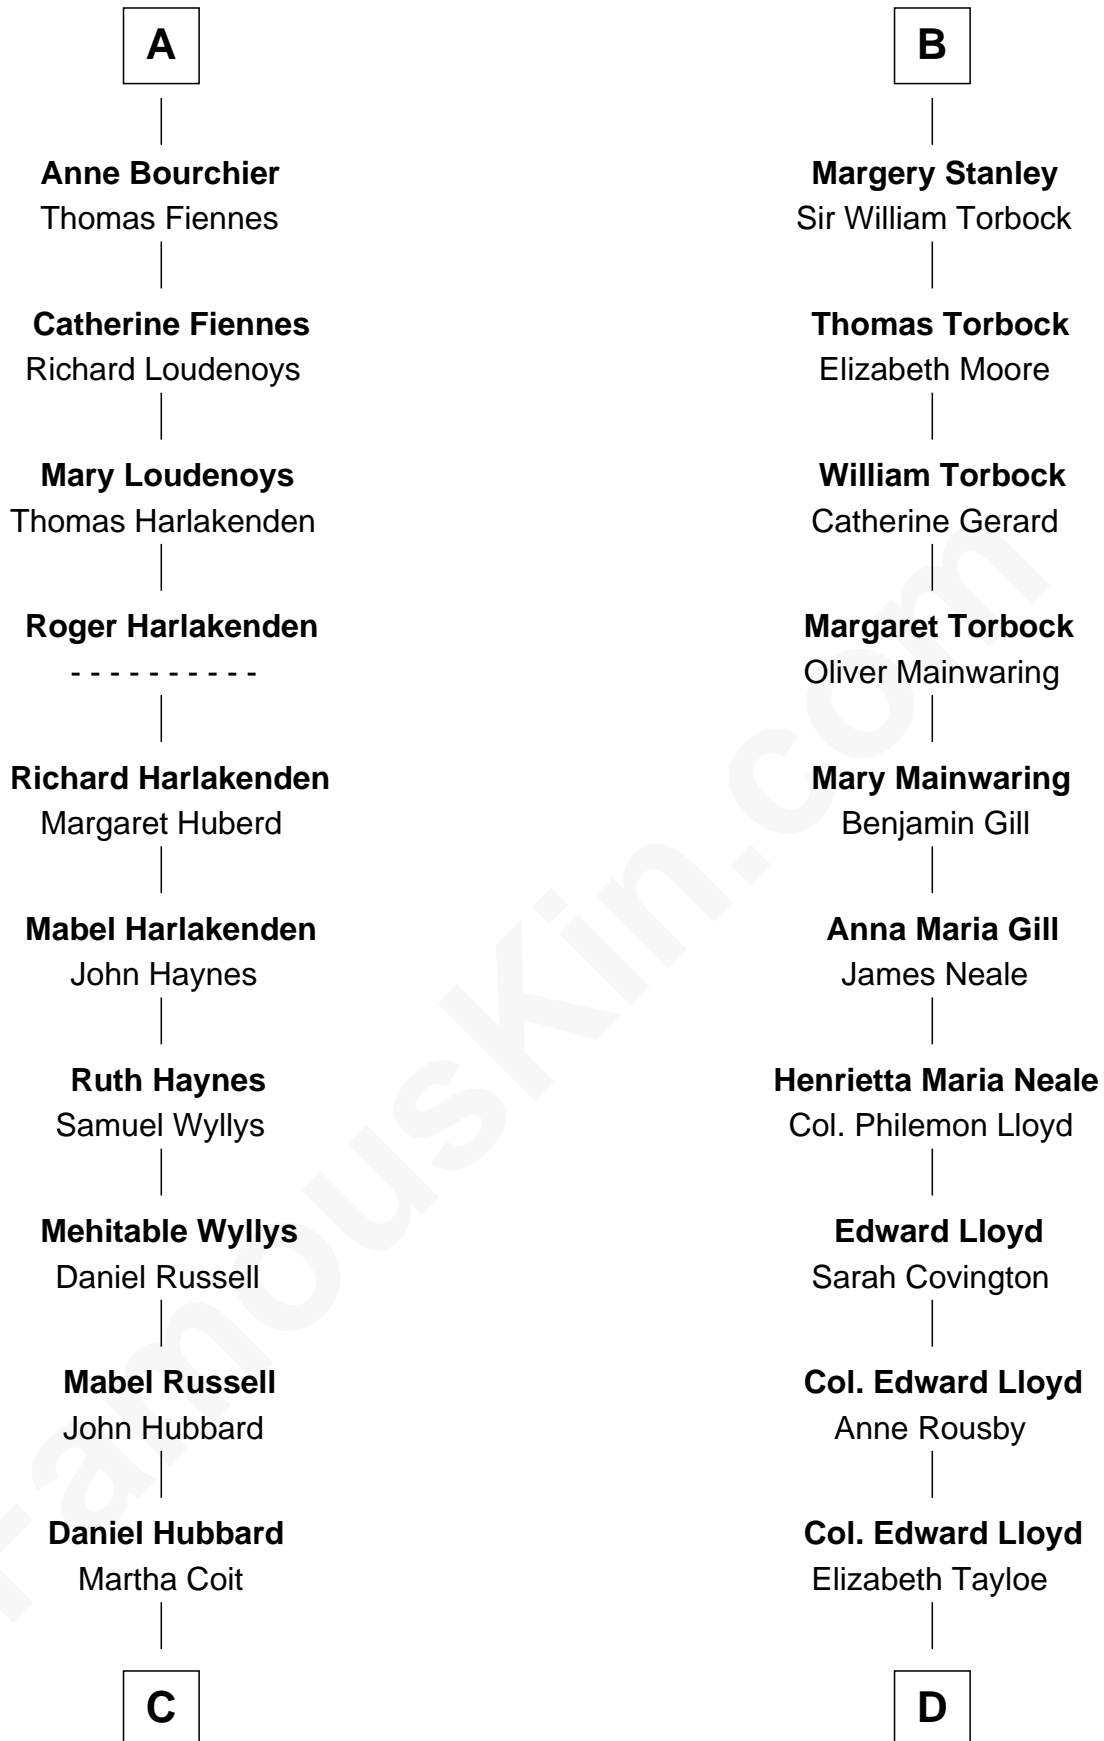 A
Anne Bourchier
Thomas Fiennes
Catherine Fiennes
Richard Loudenoys
Mary Loudenoys
Thomas Harlakenden
Roger Harlakenden
- - - - - - - - - -
Richard Harlakenden
Margaret Huberd
Mabel Harlakenden
John Haynes
Ruth Haynes
Samuel Wyllys
Mehitable Wyllys
Daniel Russell
Mabel Russell
John Hubbard
Daniel Hubbard
Martha Coit
C
B
Margery Stanley
Sir William Torbock
Thomas Torbock
Elizabeth Moore
William Torbock
Catherine Gerard
Margaret Torbock
Oliver Mainwaring
Mary Mainwaring
Benjamin Gill
Anna Maria Gill
James Neale
Henrietta Maria Neale
Col. Philemon Lloyd
Edward Lloyd
Sarah Covington
Col. Edward Lloyd
Anne Rousby
Col. Edward Lloyd
Elizabeth Tayloe
D
FamousKin.com